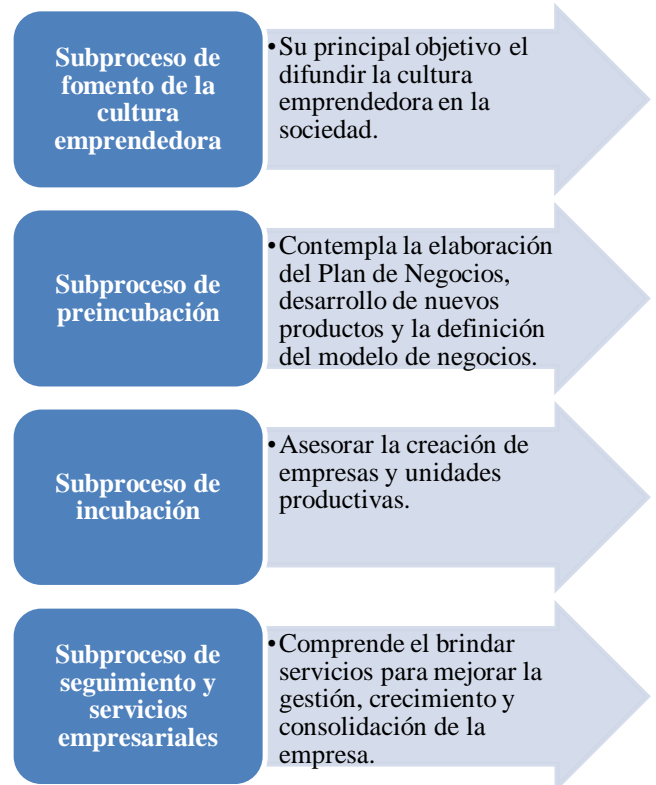 Subproceso de
fomento de la
cultura
emprendedora
•Su principal objetivo el
difundir la cultura
emprendedora en la
sociedad.
Subproceso de
preincubación
•Contempla la elaboración
del Plan de Negocios,
desarrollo de nuevos
productos y la definición
del modelo de negocios.
Subproceso de
incubación
•Asesorar la creación de
empresas y unidades
productivas.
Subproceso de
seguimiento y
servicios
empresariales
•Comprende el brindar
servicios para mejorar la
gestión, crecimiento y
consolidación de la
empresa.